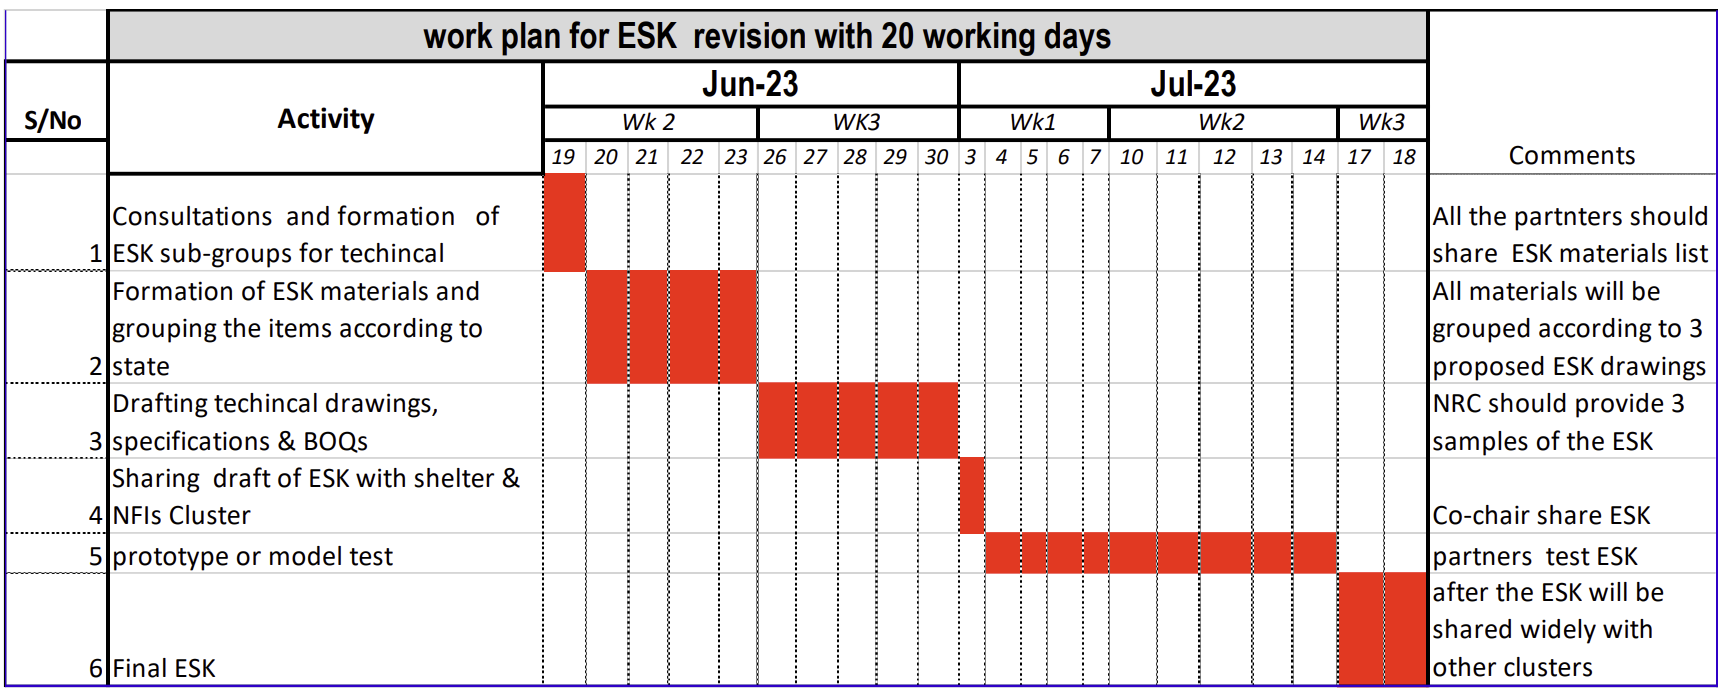 work plan for ESK revision with 20 working days
Jun-23
Jul-23
S/No
Activity
Wk 2
WK3
Wk1
Wk2
Wk3
Comments
19 20 21 22 23 26 27 28 29 30 3 4 5 6 7 10 11 12 13 14 17 18
Consultations and formation of
ESK sub-groups for techincal
1
All the partnters should
share ESK materials list
Formation of ESK materials and
grouping the items according to
state
2
All materials will be
grouped according to 3
proposed ESK drawings
Drafting techincal drawings,
specifications & BOQs
3
NRC should provide 3
samples of the ESK
Sharing draft of ESK with shelter &
NFIs Cluster
4
Co-chair share ESK
5
prototype or model test
partners test ESK
6
Final ESK
after the ESK will be
shared widely with
other clusters